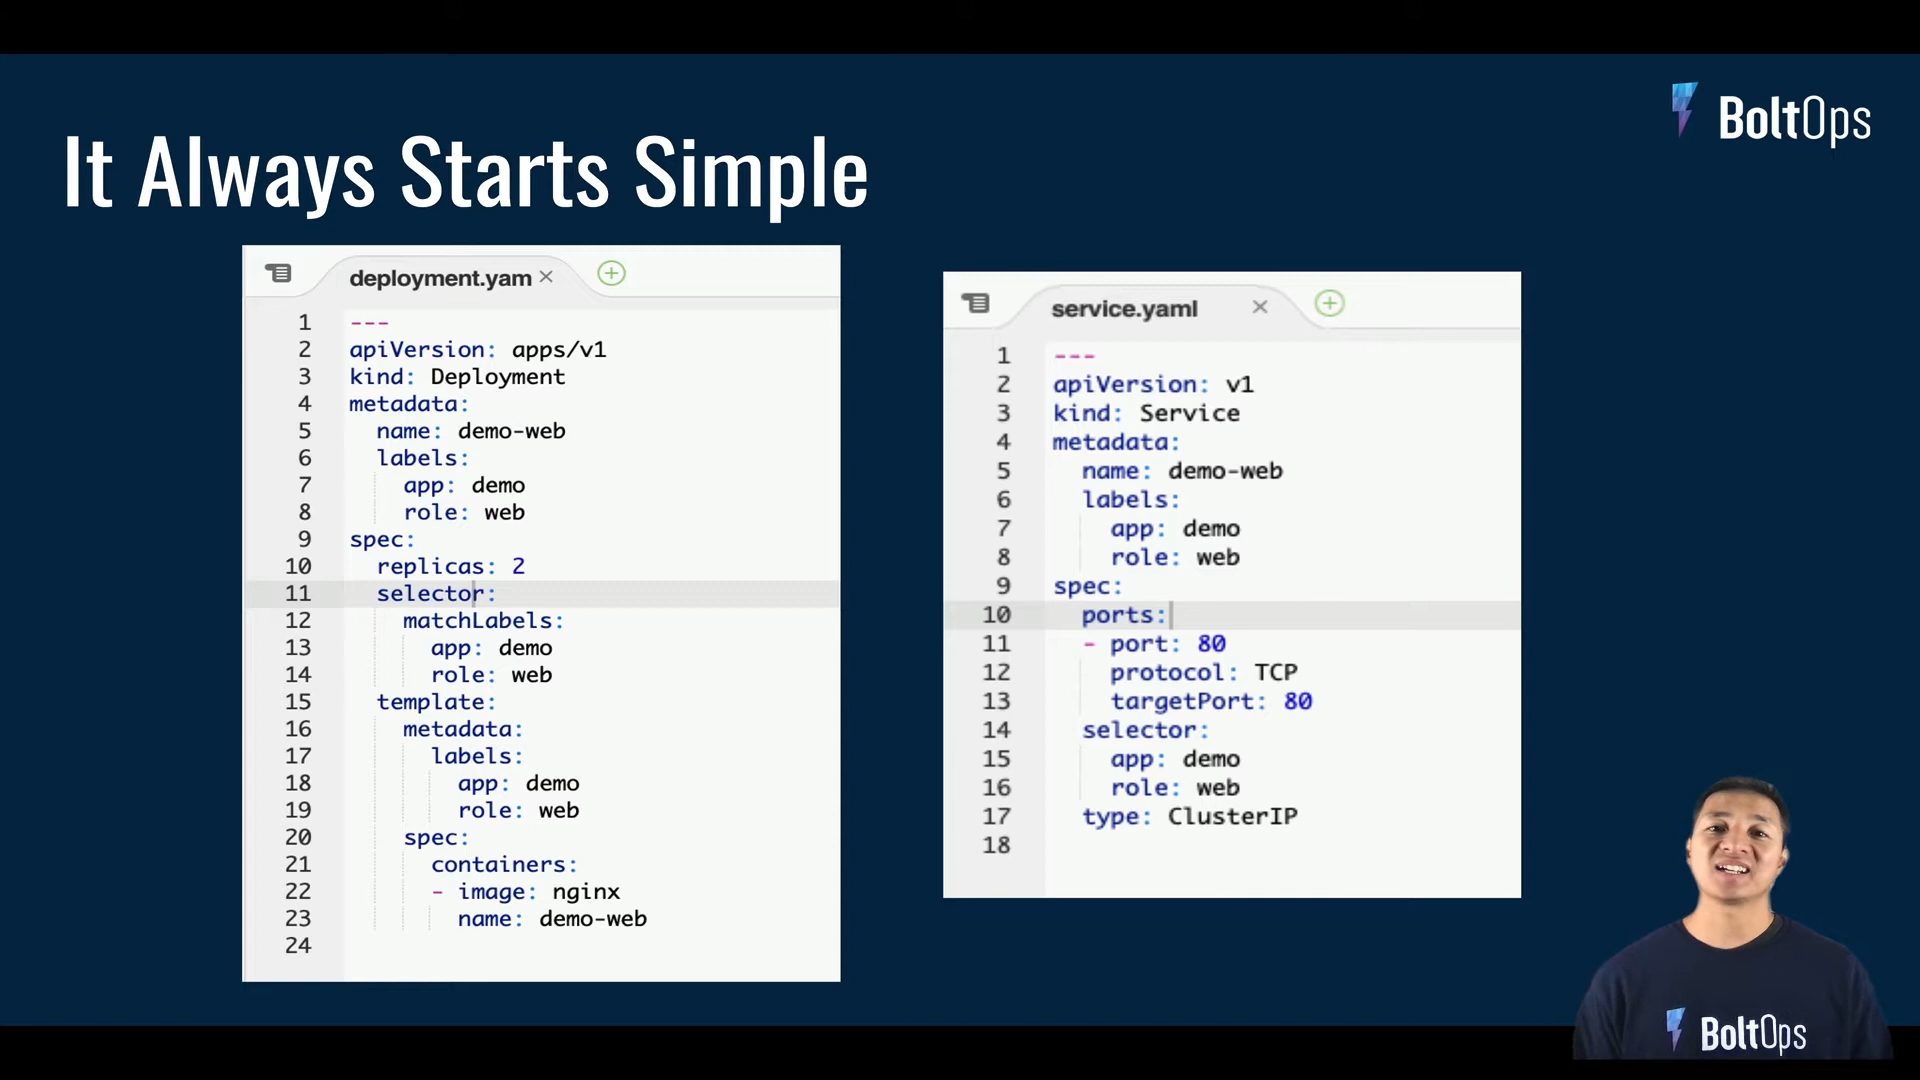 BoltOps
It Always Starts Simple
deployment.yam ×
1 ---
2 apiVersion: apps/v1
3 kind: Deployment
4 metadata:
5   name: demo-web
6   labels:
7     app: demo
8     role: web
9 spec:
10   replicas: 2
11   selector:
12     matchLabels:
13       app: demo
14       role: web
15   template:
16     metadata:
17       labels:
18         app: demo
19         role: web
20     spec:
21       containers:
22       - image: nginx
23         name: demo-web
24
service.yaml ×
1 ---
2 apiVersion: v1
3 kind: Service
4 metadata:
5   name: demo-web
6   labels:
7     app: demo
8     role: web
9 spec:
10   ports:
11   - port: 80
12     protocol: TCP
13     targetPort: 80
14   selector:
15     app: demo
16     role: web
17   type: ClusterIP
18
BoltOps